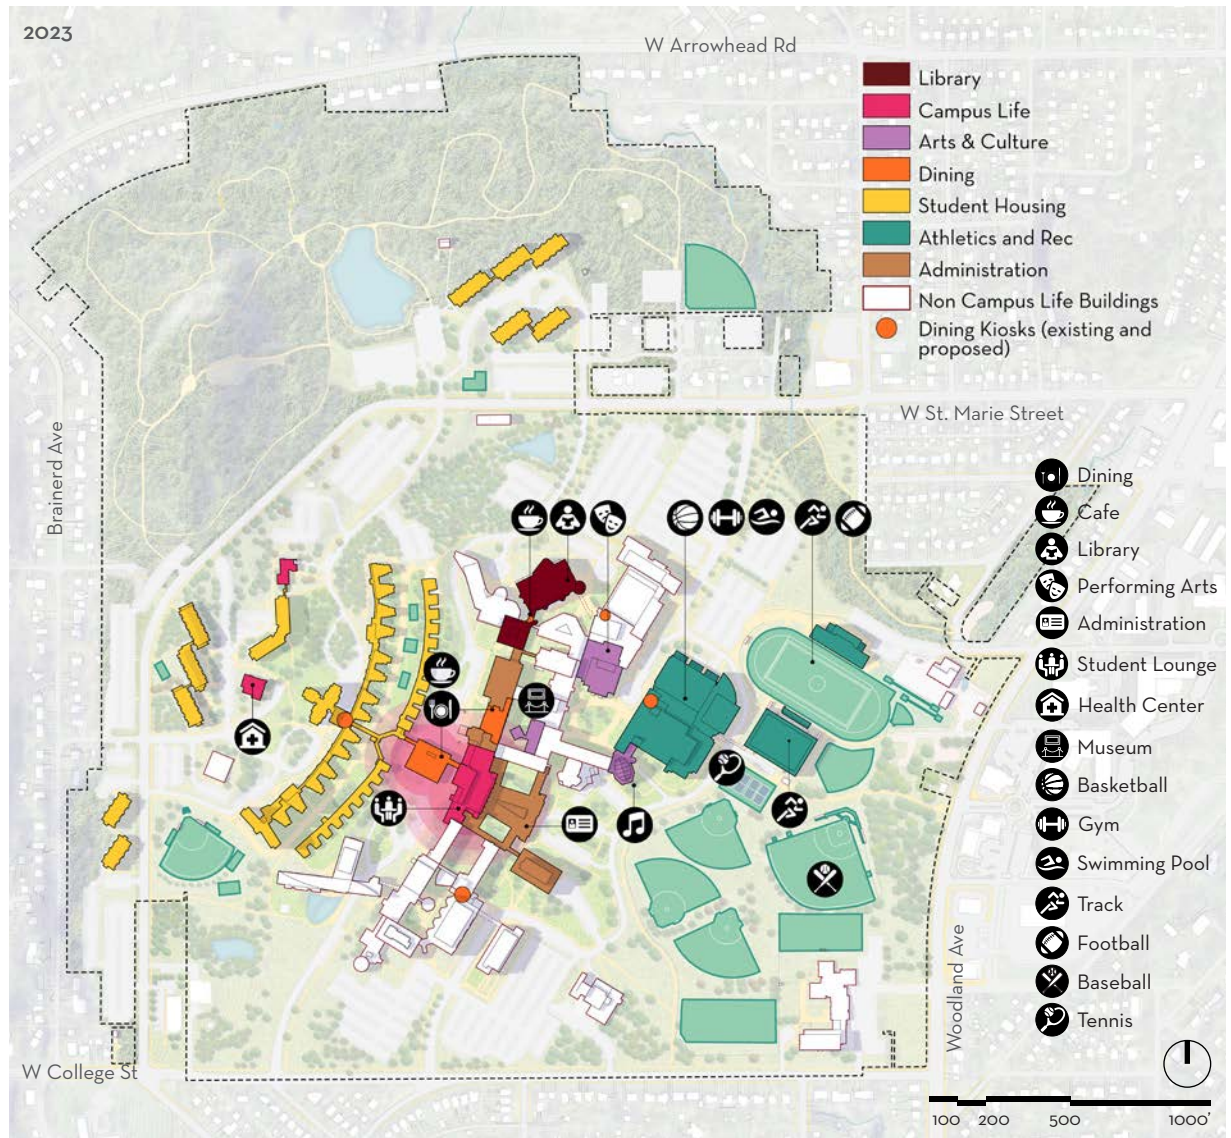 2023
W Arrowhead Rd
Library
Campus Life
Arts & Culture
Dining
Student Housing
Athletics and Rec
Administration
Non Campus Life Buildings
Dining Kiosks (existing and
proposed)
W St. Marie Street
Brainerd Ave
Dining
Cafe
Library
Performing Arts
Administration
Student Lounge
Health Center
Museum
Basketball
Gym
Swimming Pool
Track
Football
Baseball
Tennis
Woodland Ave
W College St
100 200 500 1000'